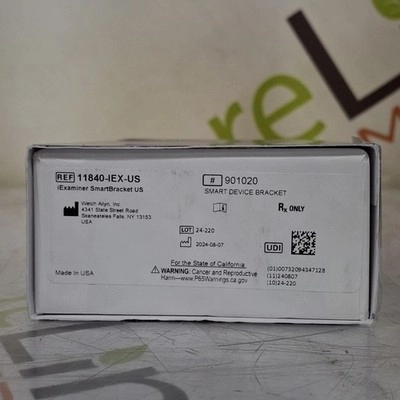 REF 11840-IEX-US
iExaminer SmartBracket US
Welch Allyn, Inc.
4341 State Street Road
Skaneateles Falls, NY 13153
USA
# 901020
SMART DEVICE BRACKET
Rx ONLY
LOT 24-220
2024-08-07
UDI
(01)00732094347128
(11)240807
(10)24-220
For the State of California
WARNING: Cancer and Reproductive
Harm—www.P65Warnings.ca.gov
Made in USA